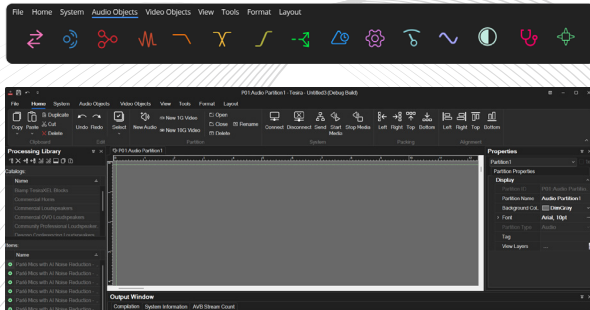 File Home System Audio Objects Video Objects View Tools Format Layout
P01 Audio Partition1 - Tesira - Untitled3 (Debug Build)
File Home System Audio Objects Video Objects View Tools Format Layout
Copy Paste Duplicate Cut Delete
Undo Redo
Select
New Audio New 1G Video New 10G Video
Open Close Rename Delete
Connect Disconnect Send Start Media Stop Media
Left Right Top Bottom
Left Right Top Bottom
Clipboard Edit Partition System Packing Alignment
Processing Library
P01 Audio Partition1
Properties
Partition1
Partition Properties
Catalogs:
Name
Biamp Tesira/EX Blocks
Commercial Horns
Commercial Loudspeakers
Commercial OVO Loudspeakers
Community Preferencial Loudspeaker...
Desono Conferencing Loudspeakers
Display
Partition ID P01: Audio Partitio
Partition Name Audio Partition1
Background Col... DimGray
Font Arial, 10pt
Partition Type Audio
Tag
View Layers ...
Items:
Name
Parlé Mics with AI Noise Reduction - ...
Parlé Mics with AI Noise Reduction - ...
Parlé Mics with AI Noise Reduction - ...
Parlé Mics with AI Noise Reduction - ...
Parlé Mics with AI Noise Reduction - ...
Output Window
Compilation System Information AVB Stream Count